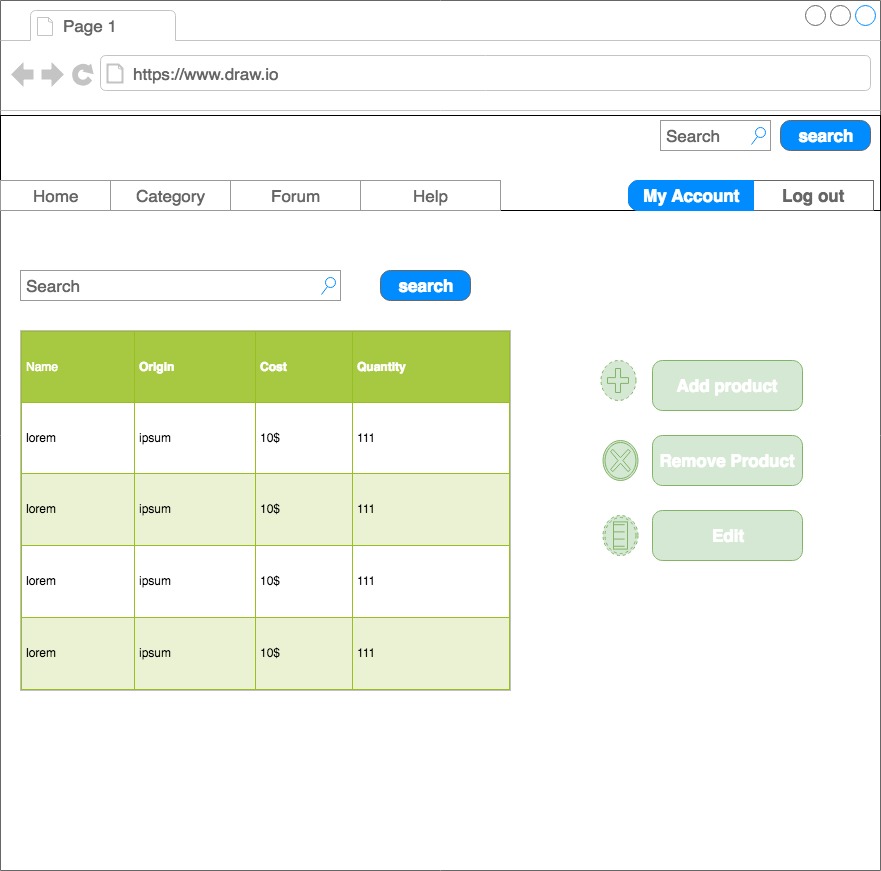 Page 1
https://www.draw.io
Search search
Home Category Forum Help My Account Log out
Search search
Name Origin Cost Quantity
lorem ipsum 10$ 111
lorem ipsum 10$ 111
lorem ipsum 10$ 111
lorem ipsum 10$ 111
Add product
Remove Product
Edit